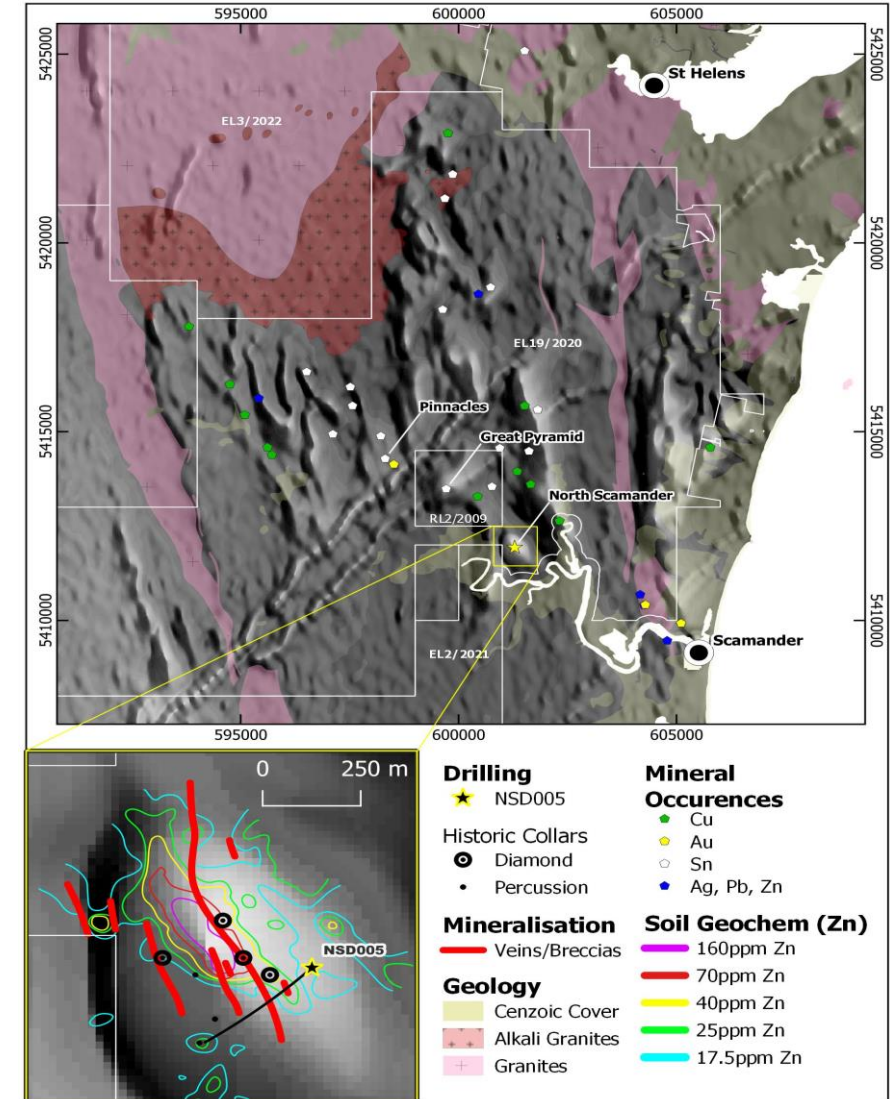 595000 600000 605000
5425000
5425000
St Helens
EL3/2022
5420000
5420000
EL19/2020
5415000
5415000
Pinnacles
Great Pyramid
North Scamander
RL2/2009
5410000
5410000
EL2/2021
Scamander
595000 600000 605000
0 250 m
NSD005
Drilling
NSD005
Historic Collars
Diamond
Percussion
Mineralisation
Veins/Breccias
Geology
Cenzoic Cover
Alkali Granites
Granites
Mineral
Occurences
Cu
Au
Sn
Ag, Pb, Zn
Soil Geochem (Zn)
160ppm Zn
70ppm Zn
40ppm Zn
25ppm Zn
17.5ppm Zn